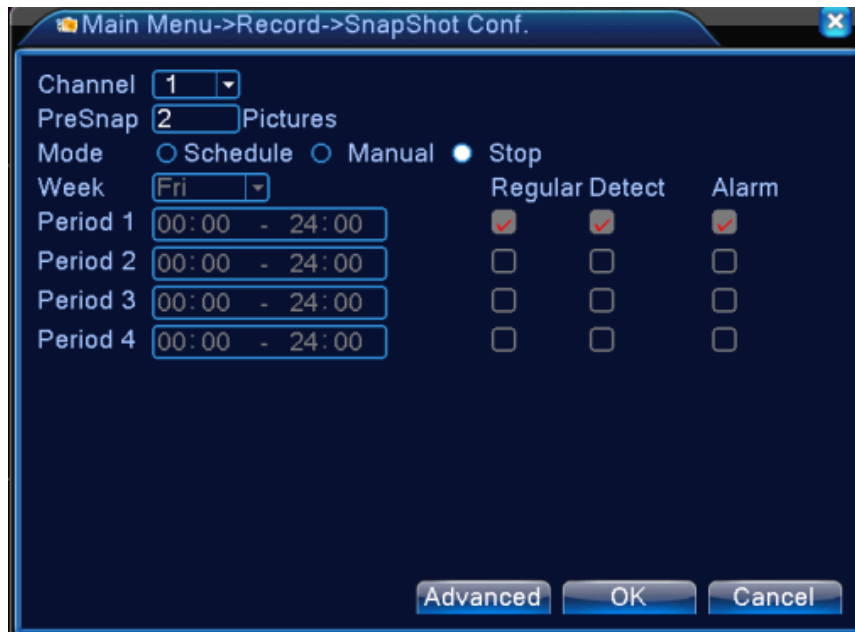 Main Menu->Record->SnapShot Conf.
Channel 1
PreSnap 2 Pictures
Mode Schedule Manual Stop
Week Fri Regular Detect Alarm
Period 1 00:00 - 24:00
Period 2 00:00 - 24:00
Period 3 00:00 - 24:00
Period 4 00:00 - 24:00
Advanced OK Cancel